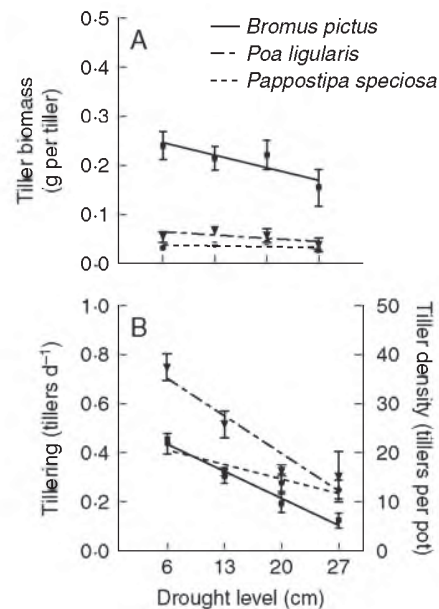 Bromus pictus
Poa ligularis
Pappostipa speciosa
A
Tiller biomass
(g per tiller)
0·5
0·4
0·3
0·2
0·1
0·0
B
Tillering (tillers d⁻¹)
1·0
0·8
0·6
0·4
0·2
0·0
50
40
30
20
10
0
Tiller density (tillers per pot)
6 13 20 27
Drought level (cm)